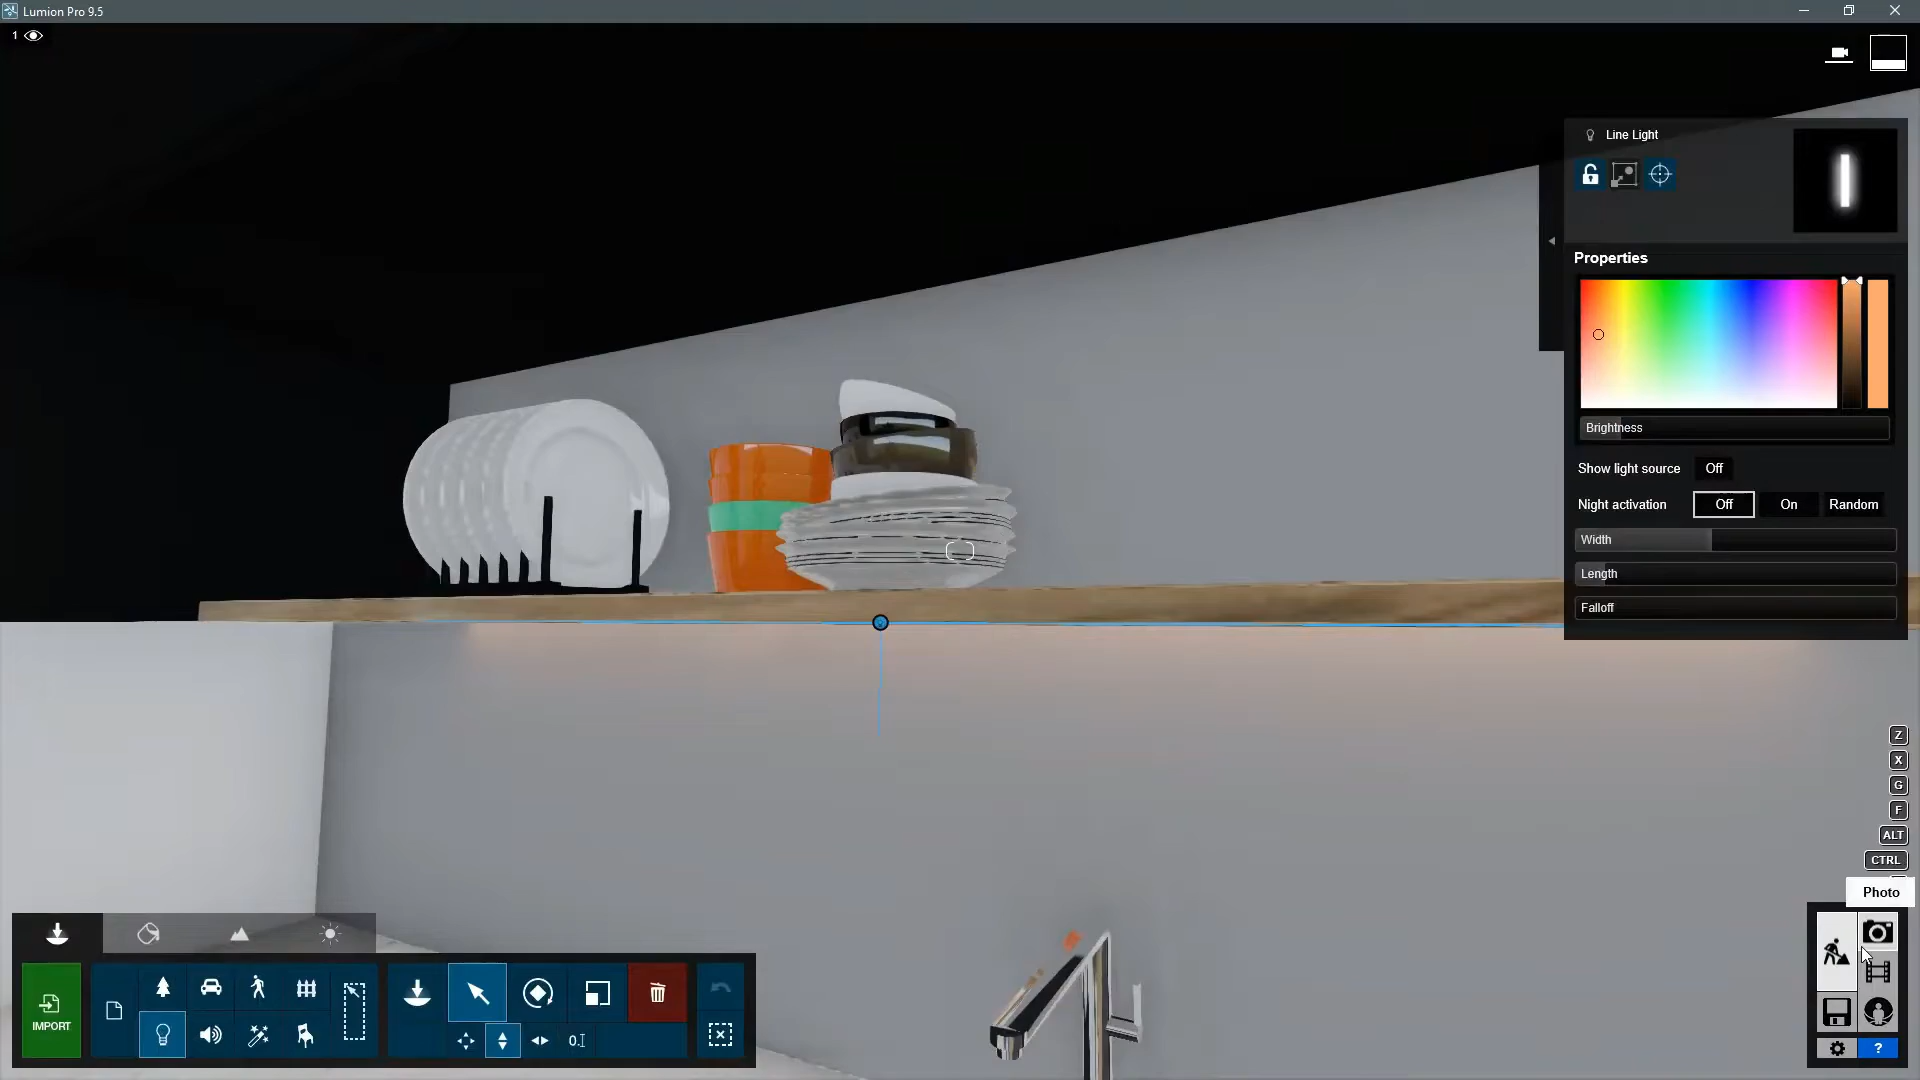 Lumion Pro 9.5
1
Line Light
Properties
Brightness
Show light source Off
Night activation Off On Random
Width
Length
Falloff
Z
X
G
F
ALT
CTRL
Photo
IMPORT
?